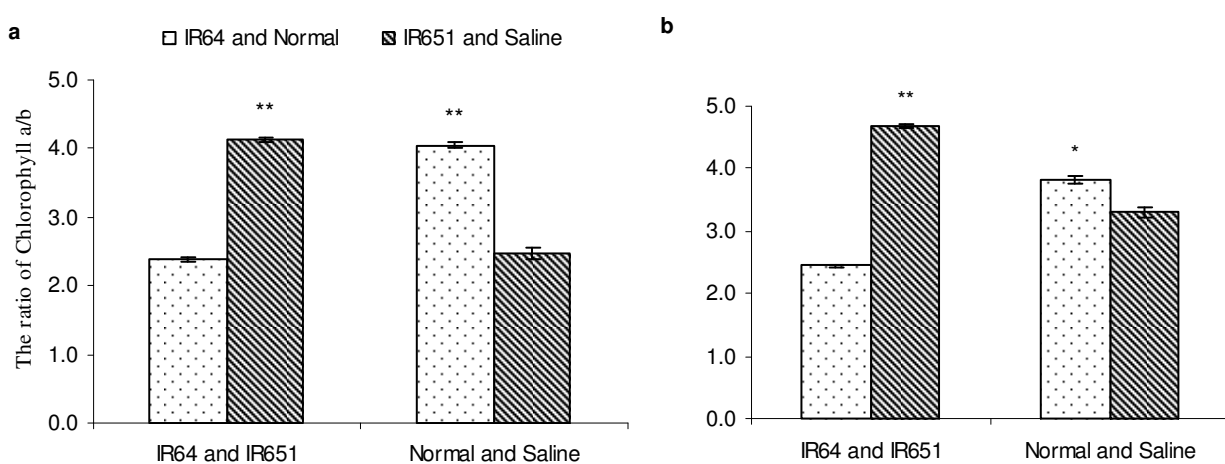 a
IR64 and Normal IR651 and Saline
The ratio of Chlorophyll a/b
5.0
4.0
3.0
2.0
1.0
0.0
** **
IR64 and IR651 Normal and Saline
b
5.0
4.0
3.0
2.0
1.0
0.0
**
*
IR64 and IR651 Normal and Saline